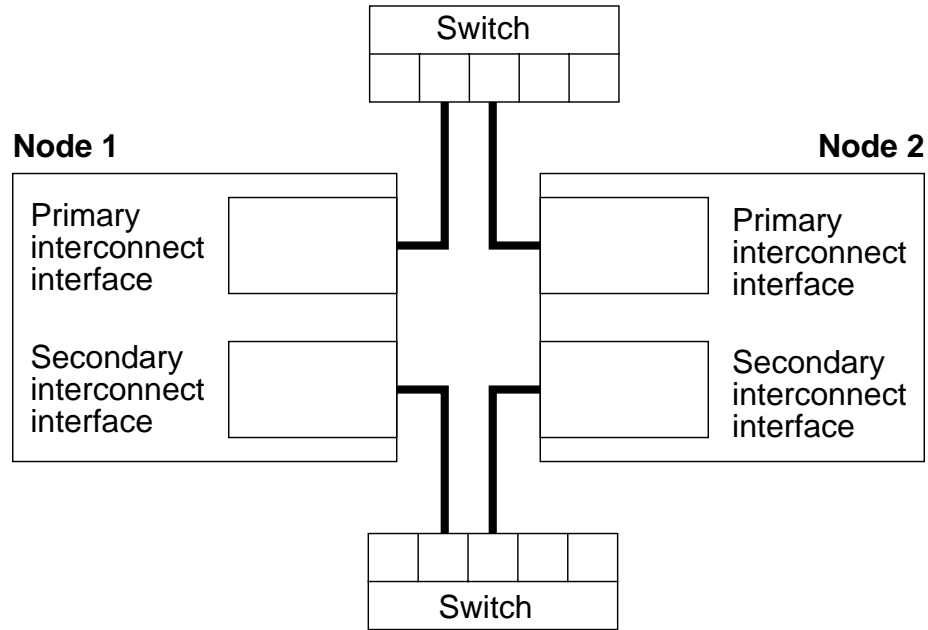 Switch
Node 1
Node 2
Primary
interconnect
interface
Primary
interconnect
interface
Secondary
interconnect
interface
Secondary
interconnect
interface
Switch